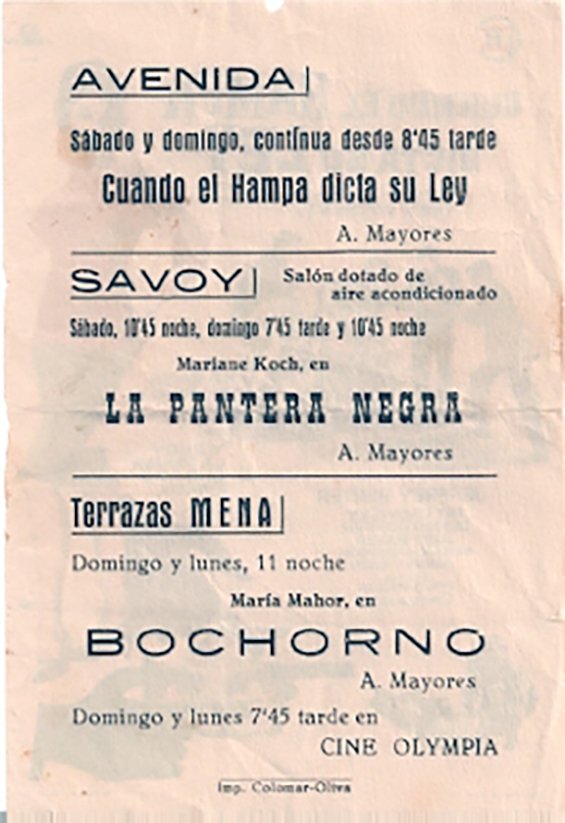 AVENIDA
Sábado y domingo, contínua desde 8'45 tarde
Cuando el Hampa dicta su Ley
A. Mayores
SAVOY
Salón dotado de
aire acondicionado
Sábado, 10'45 noche, domingo 7'45 tarde y 10'45 noche
Mariane Koch, en
LA PANTERA NEGRA
A. Mayores
Terrazas MENA
Domingo y lunes, 11 noche
María Mahor, en
BOCHORNO
A. Mayores
Domingo y lunes 7'45 tarde en
CINE OLYMPIA
Imp. Colomar-Oliva